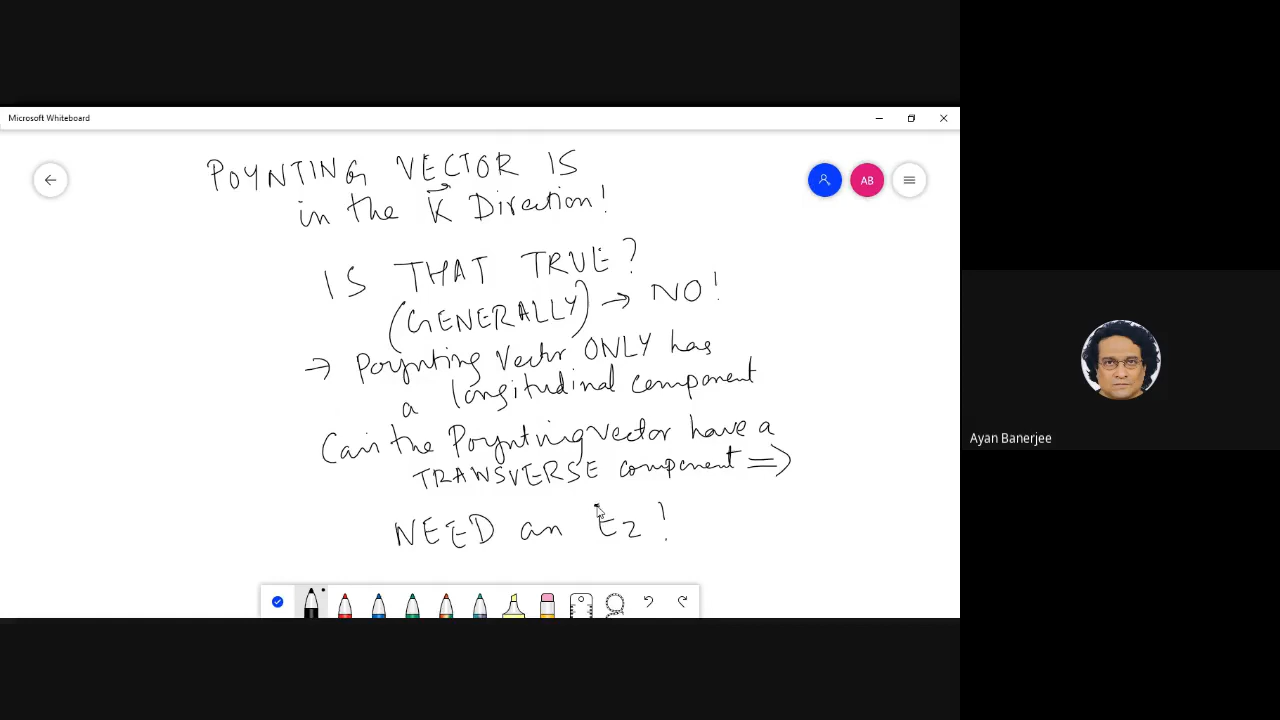 Microsoft Whiteboard
POYNTING VECTOR IS
in the K Direction!
AB
IS THAT TRUE?
(GENERALLY) → NO!
→ Poynting Vector ONLY has
a longitudinal component
Can the Poynting Vector have a
TRANSVERSE component ⇒
NEED an Ez!
Ayan Banerjee